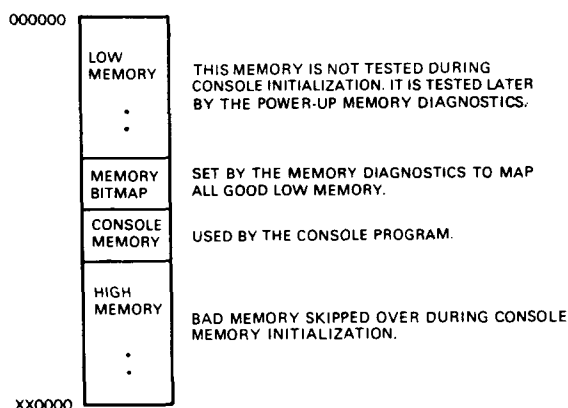 000000
LOW
MEMORY
THIS MEMORY IS NOT TESTED DURING
CONSOLE INITIALIZATION. IT IS TESTED LATER
BY THE POWER-UP MEMORY DIAGNOSTICS.
MEMORY
BITMAP
SET BY THE MEMORY DIAGNOSTICS TO MAP
ALL GOOD LOW MEMORY.
CONSOLE
MEMORY
USED BY THE CONSOLE PROGRAM.
HIGH
MEMORY
BAD MEMORY SKIPPED OVER DURING CONSOLE
MEMORY INITIALIZATION.
XX0000